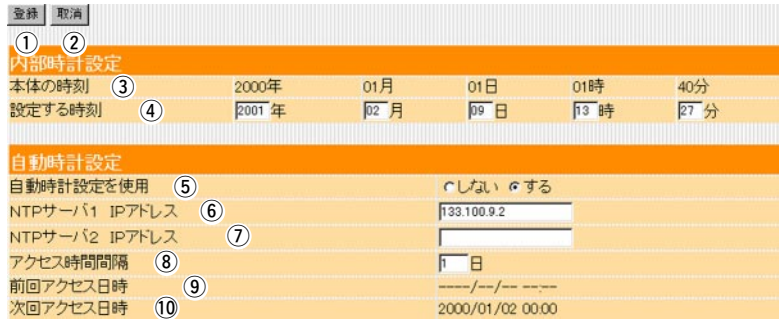 登録 取消
① ②
内部時計設定
本体の時刻 ③ 2000年 01月 01日 01時 40分
設定する時刻 ④ 2001 年 02 月 09 日 13 時 27 分
自動時計設定
自動時計設定を使用 ⑤ しない する
NTPサーバ1 IPアドレス ⑥ 133.100.9.2
NTPサーバ2 IPアドレス ⑦
アクセス時間間隔 ⑧ 1 日
前回アクセス日時 ⑨ ----/--/-- --:--
次回アクセス日時 ⑩ 2000/01/02 00:00